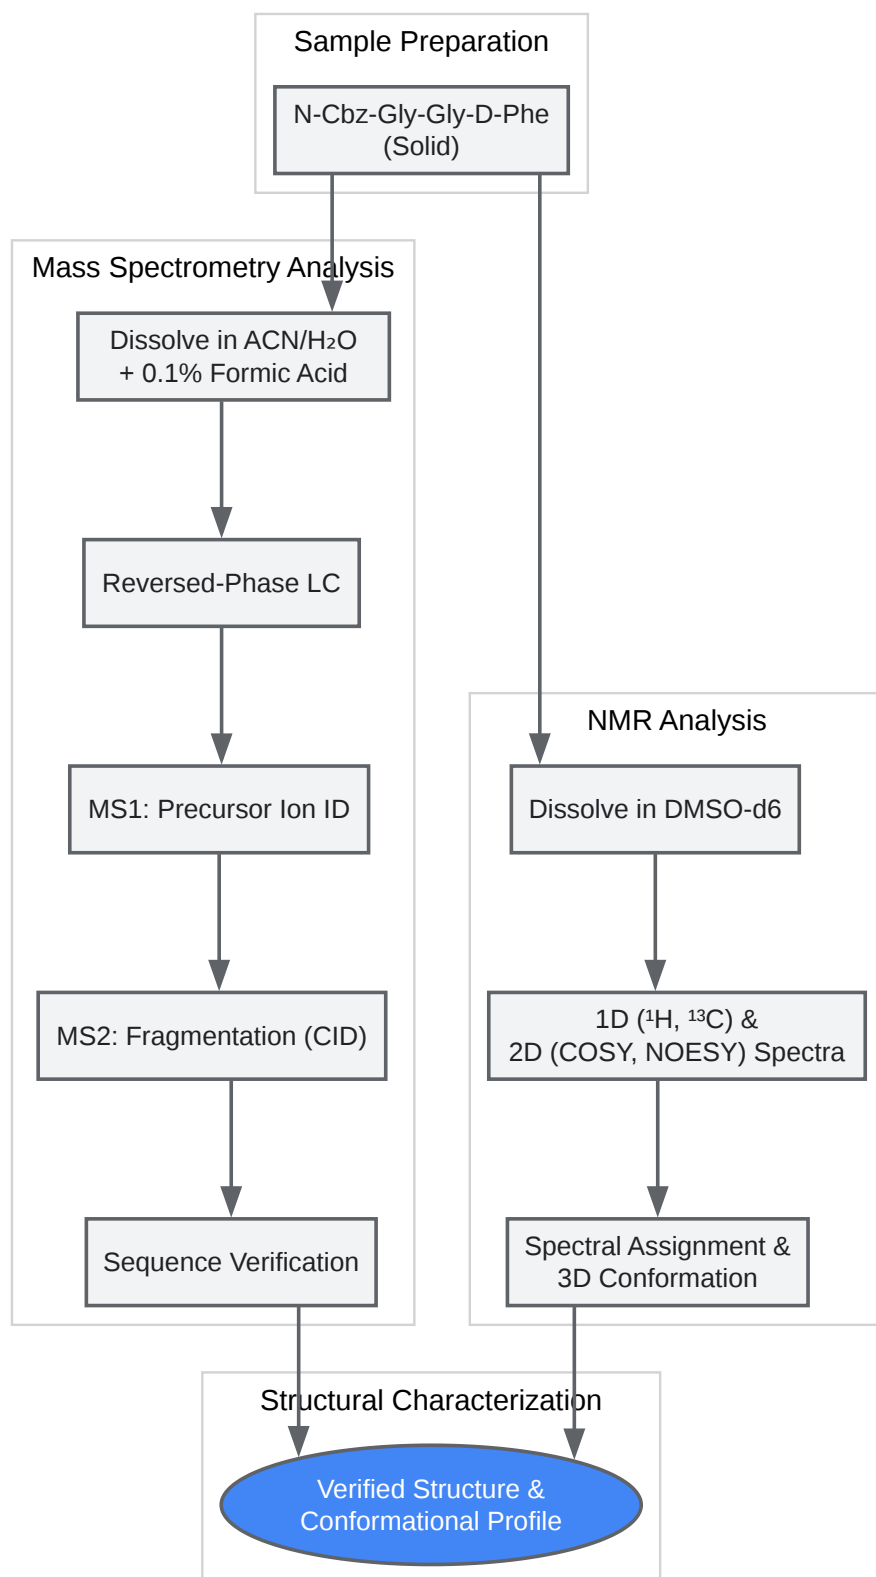 Sample Preparation
N-Cbz-Gly-Gly-D-Phe
(Solid)
Mass Spectrometry Analysis
Dissolve in ACN/H₂O
+ 0.1% Formic Acid
Reversed-Phase LC
MS1: Precursor Ion ID
MS2: Fragmentation (CID)
Sequence Verification
NMR Analysis
Dissolve in DMSO-d6
1D (¹H, ¹³C) &
2D (COSY, NOESY) Spectra
Spectral Assignment &
3D Conformation
Structural Characterization
Verified Structure &
Conformational Profile